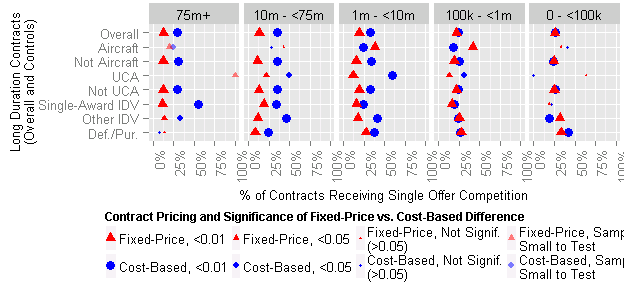 75m+ 10m - <75m 1m - <10m 100k - <1m 0 - <100k
Long Duration Contracts
(Overall and Controls)
Overall
Aircraft
Not Aircraft
UCA
Not UCA
Single-Award IDV
Other IDV
Def./Pur.
0% 25% 50% 75% 100% 0% 25% 50% 75% 100% 0% 25% 50% 75% 100% 0% 25% 50% 75% 100% 0% 25% 50% 75% 100%
% of Contracts Receiving Single Offer Competition
Contract Pricing and Significance of Fixed-Price vs. Cost-Based Difference
Fixed-Price, <0.01 Fixed-Price, <0.05 Fixed-Price, Not Signif. (>0.05) Fixed-Price, Samp
Small to Test
Cost-Based, <0.01 Cost-Based, <0.05 Cost-Based, Not Signif. (>0.05) Cost-Based, Samp
Small to Test